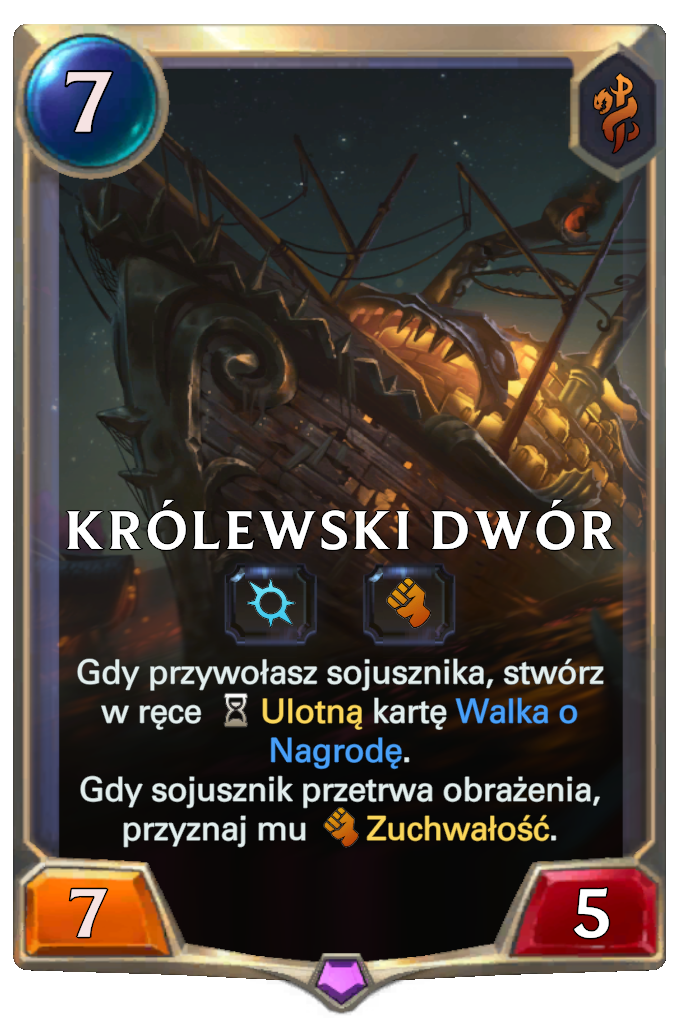 7
KRÓLEWSKI DWÓR
Gdy przywołasz sojusznika, stwórz
w ręce Ulotną kartę Walka o
Nagrodę.
Gdy sojusznik przetrwa obrażenia,
przyznaj mu Zuchwałość.
7
5